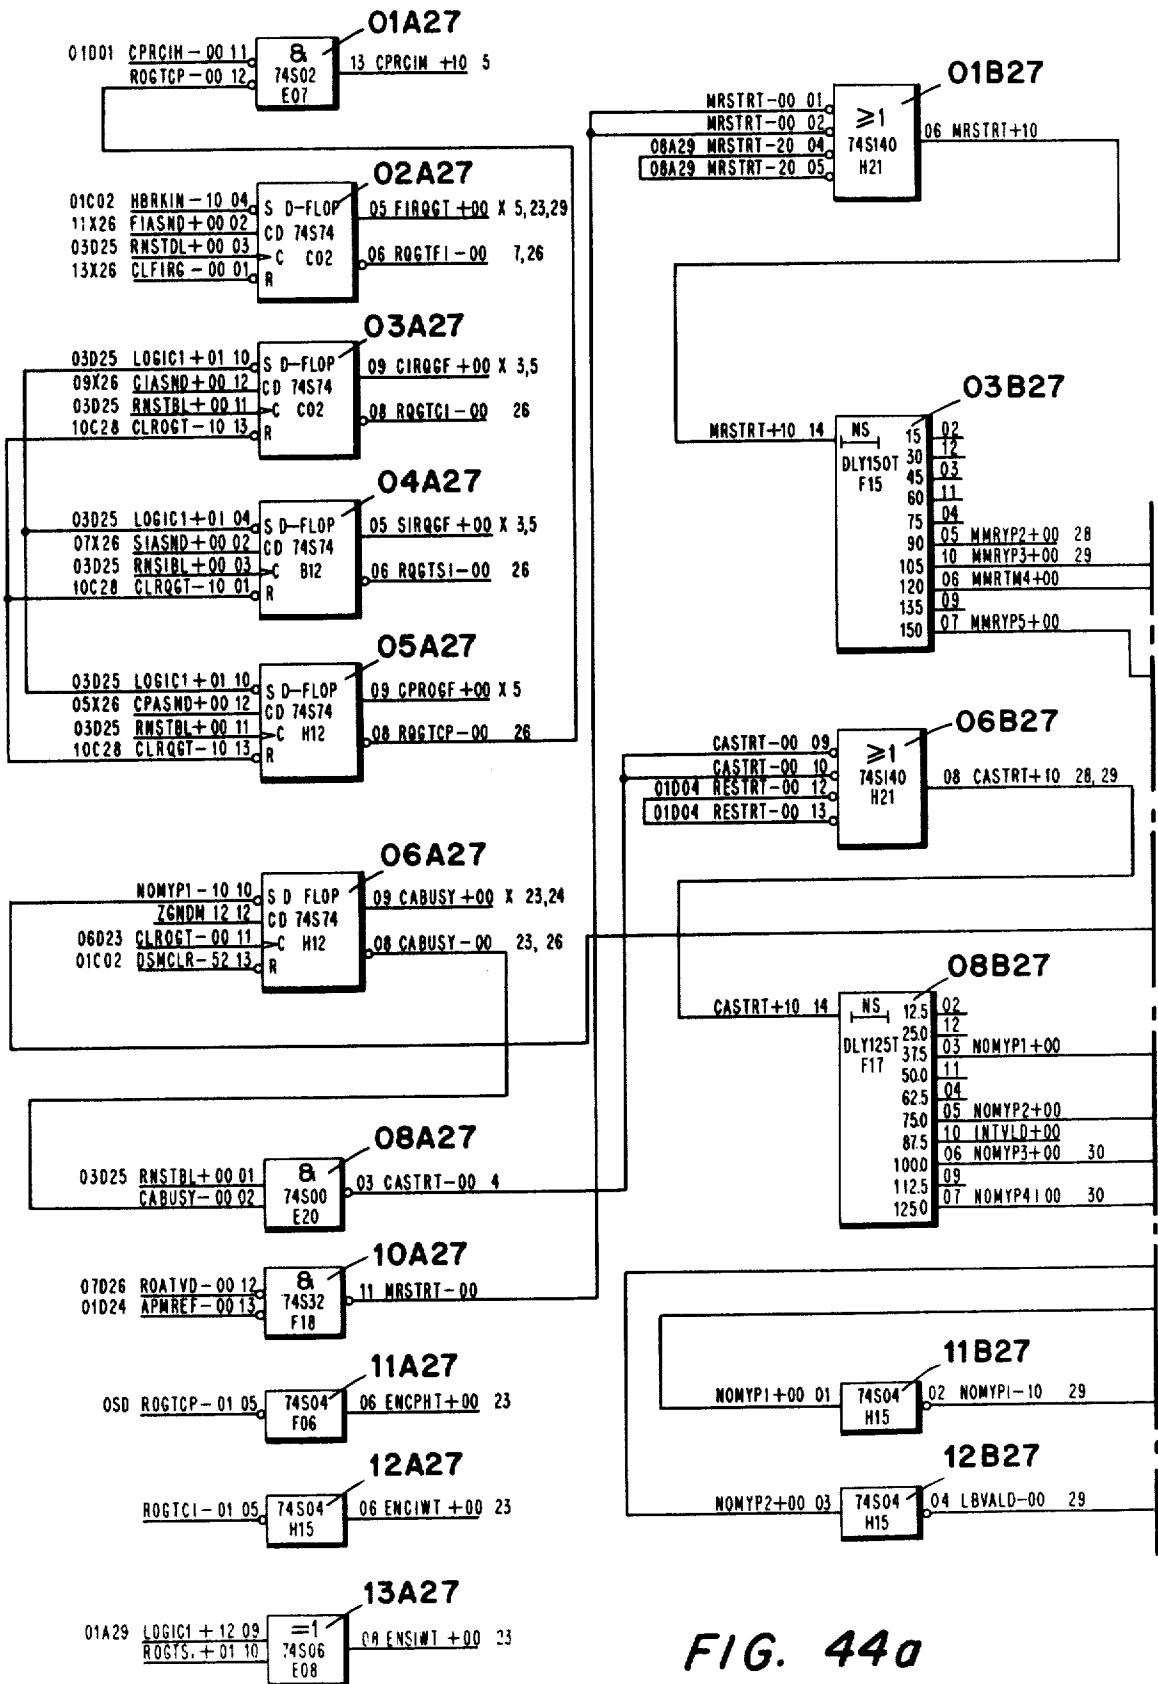 01A27
01D01 CPRCIH-00 11
ROGTCP-00 12
&
74S02
E07
13 CPRCIM +10 5
02A27
01C02 HBRKIN-10 04
11X26 FIASND+00 02
03D25 RNSTDL+00 03
13X26 CLFIRG-00 01
S D-FLOP
CD 74S74
C C02
R
05 FIRQGT +00 X 5,23,29
06 RQGTFI-00 7,26
03A27
03D25 LOGIC1+01 10
09X26 CIASND+00 12
03D25 RNSTBL+00 11
10C28 CLROGT-10 13
S D-FLOP
CD 74S74
C C02
R
09 CIRQGF +00 X 3,5
08 RQGTCI-00 26
04A27
03D25 LOGIC1+01 04
07X26 SIASND+00 02
03D25 RNSIBL+00 03
10C28 CLRQGT-10 01
S D-FLOP
CD 74S74
C B12
R
05 SIRQGF +00 X 3,5
06 RQGTSI-00 26
05A27
03D25 LOGIC1+01 10
05X26 CPASND+00 12
03D25 RNSTBL+00 11
10C28 CLRQGT-10 13
S D-FLOP
CD 74S74
C H12
R
09 CPROGF+00 X 5
08 RQGTCP-00 26
06A27
NOMYP1-10 10
ZGNDM 12 12
06D23 CLROGT-00 11
01C02 DSMCLR-52 13
S D FLOP
CD 74S74
C H12
R
09 CABUSY+00 X 23,24
08 CABUSY-00 23, 26
08A27
03D25 RNSTBL+00 01
CABUSY-00 02
&
74S00
E20
03 CASTRT-00 4
10A27
07D26 ROATVD-00 12
01D24 APMREF-00 13
&
74S32
F18
11 MRSTRT-00
11A27
OSD ROGTCP-01 05
74S04
F06
06 ENCPHT+00 23
12A27
ROGTCI-01 05
74S04
H15
06 ENCIWT +00 23
13A27
01A29 LOGIC1 + 12 09
ROGTS. + 01 10
=1
74S06
E08
08 ENSIWT +00 23
01B27
MRSTRT-00 01
MRSTRT-00 02
08A29 MRSTRT-20 04
08A29 MRSTRT-20 05
≥1
74S140
H21
06 MRSTRT+10
03B27
MRSTRT+10 14
NS
DLY150T
F15
15 02
30 12
45 03
60 11
75 04
90 05 MMRYP2+00 28
105 10 MMRYP3+00 29
120 06 MMRTM4+00
135 09
150 07 MMRYP5+00
06B27
CASTRT-00 09
CASTRT-00 10
01D04 RESTRT-00 12
01D04 RESTRT-00 13
≥1
74S140
H21
08 CASTRT+10 28,29
08B27
CASTRT+10 14
NS
DLY125T
F17
12.5 02
25.0 12
37.5 03 NOMYP1+00
50.0 11
62.5 04
75.0 05 NOMYP2+00
87.5 10 INTVLD+00
100.0 06 NOMYP3+00 30
112.5 09
125.0 07 NOMYP4I00 30
11B27
NOMYP1+00 01
74S04
H15
02 NOMYP1-10 29
12B27
NOMYP2+00 03
74S04
H15
04 LBVALD-00 29
FIG. 44a